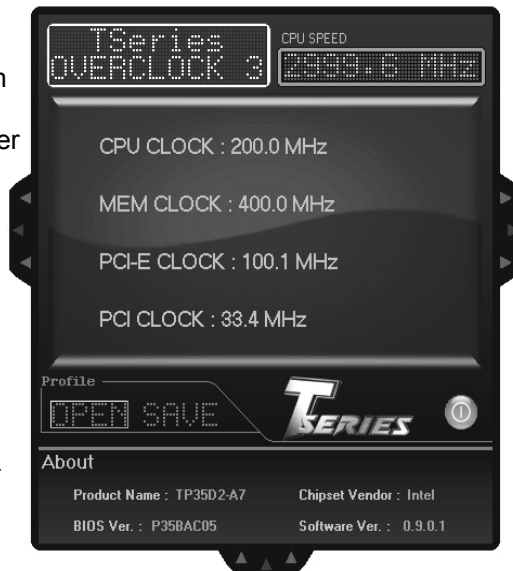 TSeries
OVERCLOCK 3
CPU SPEED
2999.6 MHz
er
CPU CLOCK : 200.0 MHz
MEM CLOCK : 400.0 MHz
PCI-E CLOCK : 100.1 MHz
PCI CLOCK : 33.4 MHz
Profile
OPEN SAVE
TSERIES
About
Product Name : TP35D2-A7
Chipset Vendor : Intel
BIOS Ver. : P35BAC05
Software Ver. : 0.9.0.1